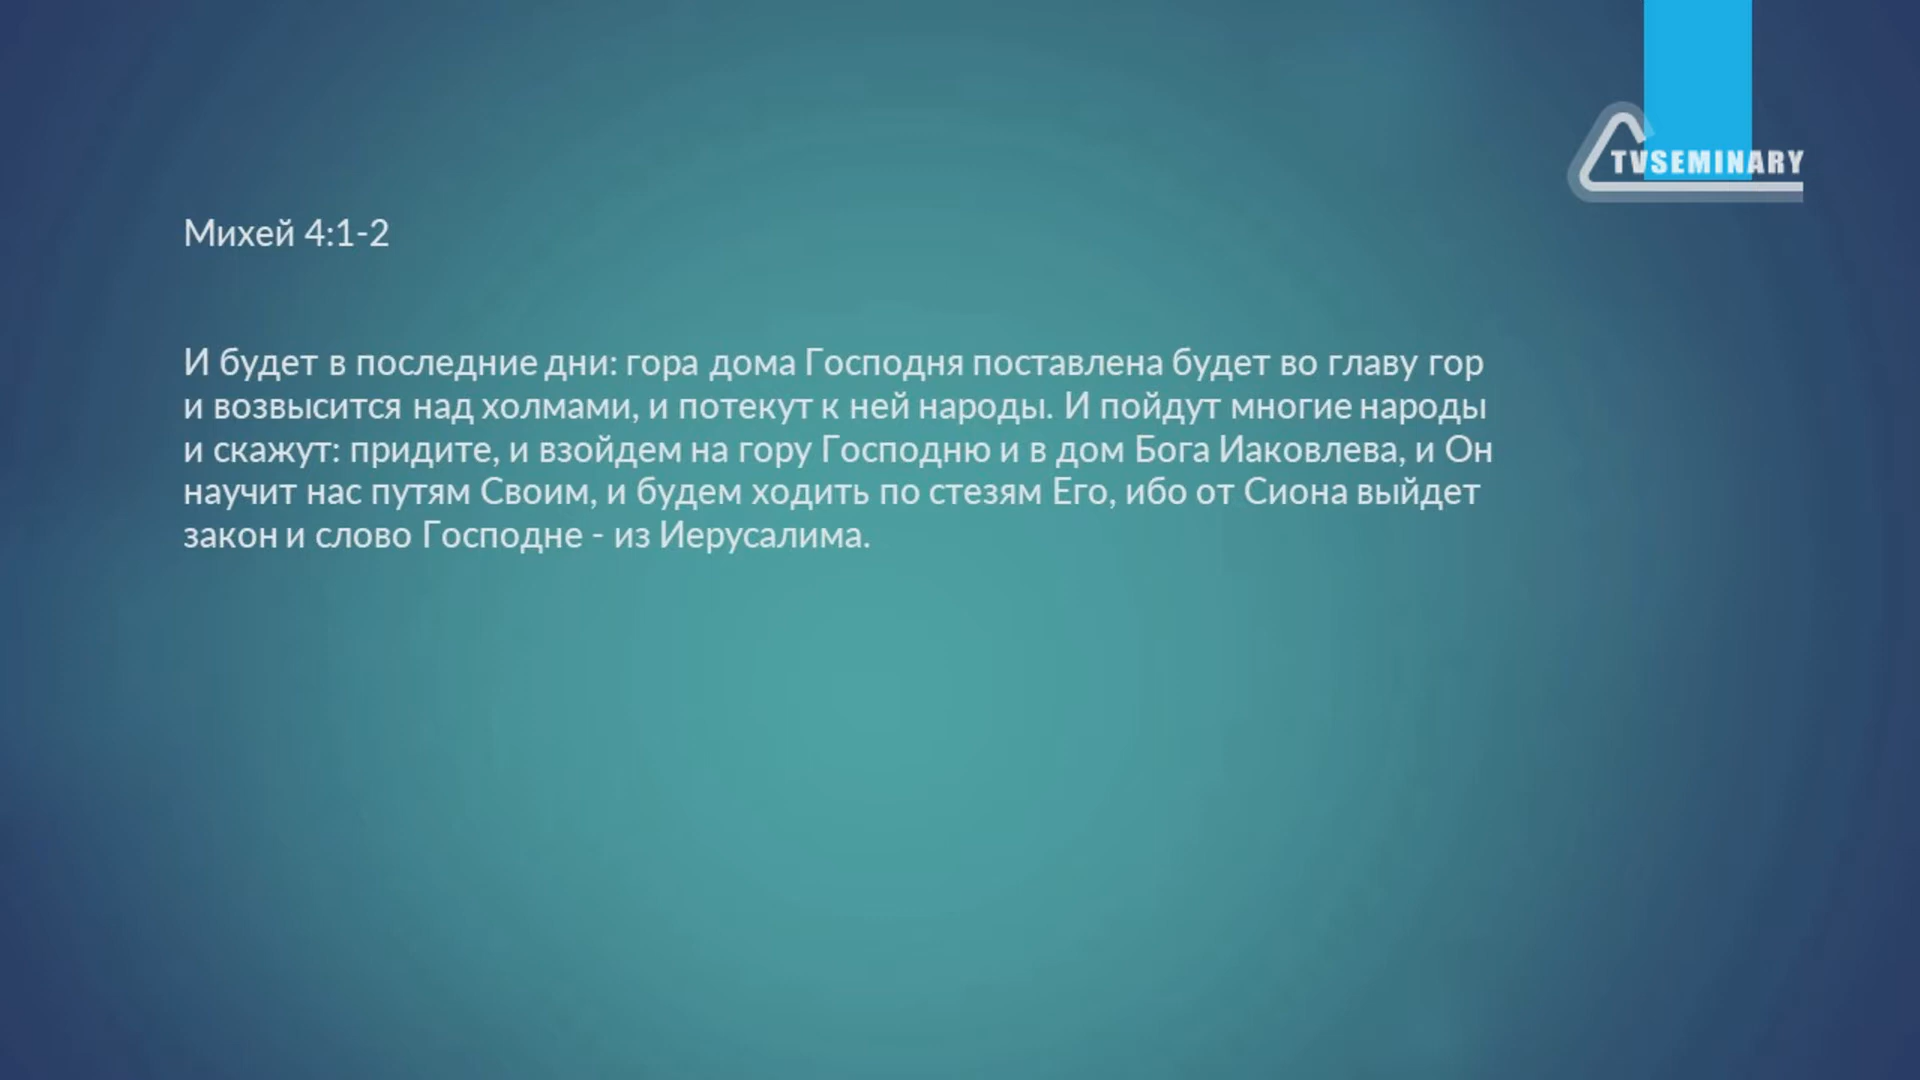 TVSEMINARY
Михей 4:1-2
И будет в последние дни: гора дома Господня поставлена будет во главу гор
и возвысится над холмами, и потекут к ней народы. И пойдут многие народы
и скажут: придите, и взойдем на гору Господню и в дом Бога Иаковлева, и Он
научит нас путям Своим, и будем ходить по стезям Его, ибо от Сиона выйдет
закон и слово Господне - из Иерусалима.